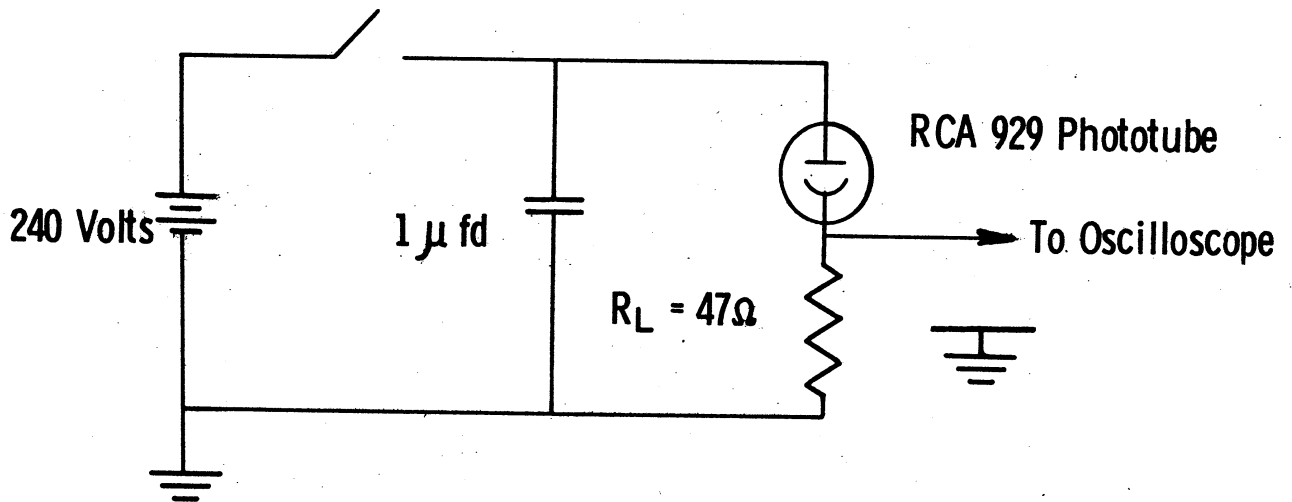 RCA 929 Phototube
240 Volts
1 μ fd
To Oscilloscope
R_L = 47Ω